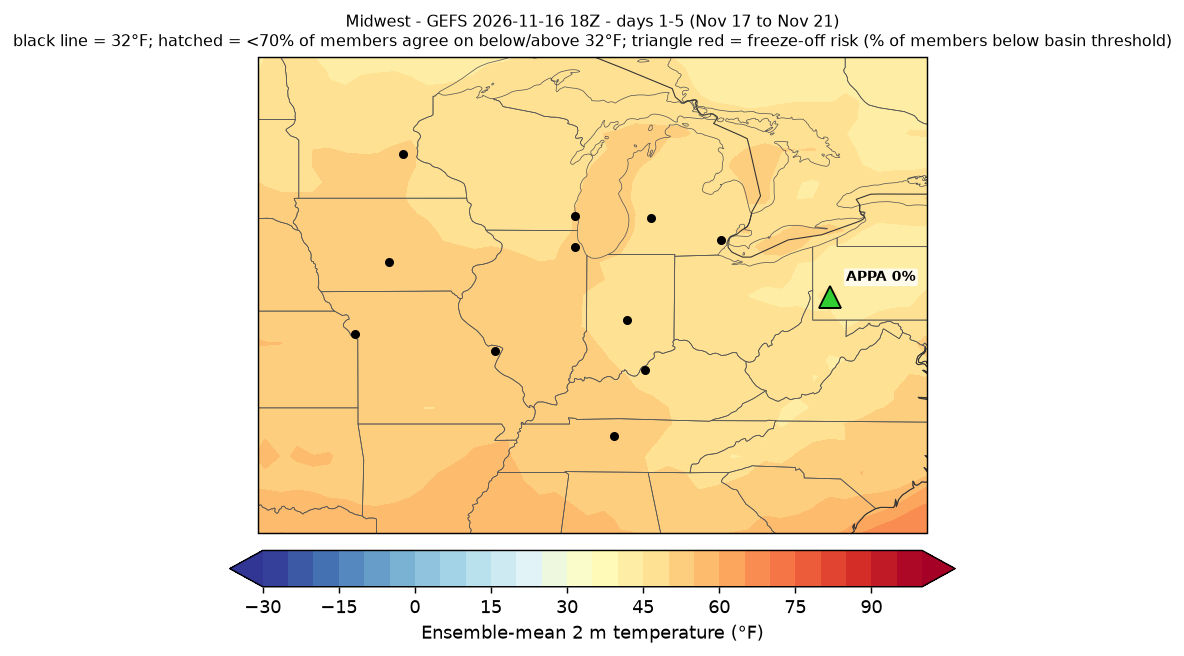 Midwest - GEFS 2026-11-16 18Z - days 1-5 (Nov 17 to Nov 21)
black line = 32°F; hatched = <70% of members agree on below/above 32°F; triangle red = freeze-off risk (% of members below basin threshold)
APPA 0%
−30 −15 0 15 30 45 60 75 90
Ensemble-mean 2 m temperature (°F)